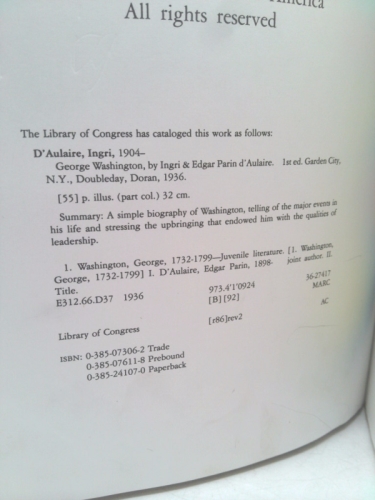 America
All rights reserved
The Library of Congress has cataloged this work as follows:
D'Aulaire, Ingri, 1904–
George Washington, by Ingri & Edgar Parin d'Aulaire. 1st ed. Garden City,
N.Y., Doubleday, Doran, 1936.
[55] p. illus. (part col.) 32 cm.
Summary: A simple biography of Washington, telling of the major events in
his life and stressing the upbringing that endowed him with the qualities of
leadership.
1. Washington, George, 1732-1799—Juvenile literature. [1. Washington,
George, 1732-1799] I. D'Aulaire, Edgar Parin, 1898- joint author. II.
Title.
E312.66.D37 1936 973.4'1'0924 36-27417
[B] [92] MARC
Library of Congress [r86]rev2 AC
ISBN: 0-385-07306-2 Trade
0-385-07611-8 Prebound
0-385-24107-0 Paperback